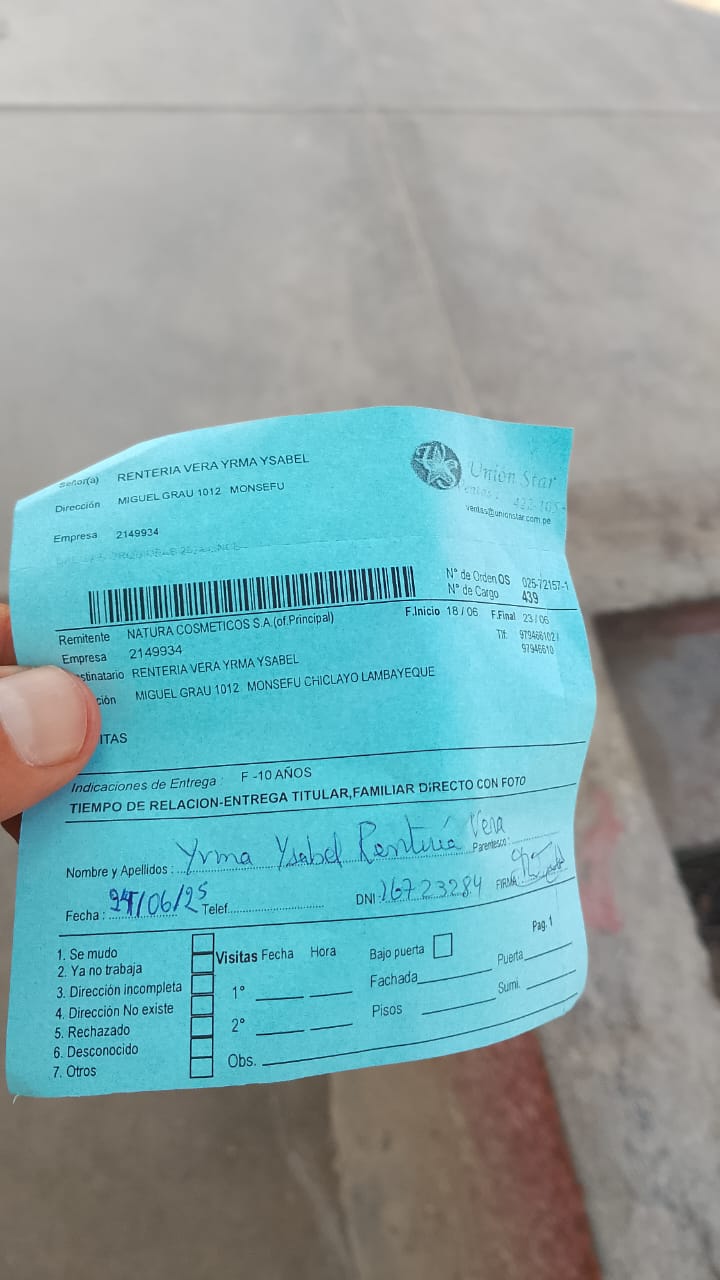 Señor(a) RENTERIA VERA YRMA YSABEL
Dirección MIGUEL GRAU 1012 MONSEFU
Empresa 2149934
Unión Star
Ventas: 422-105
ventas@unionstar.com.pe
N° de Orden OS 025-72157-1
N° de Cargo 439
Remitente NATURA COSMETICOS S.A.(of.Principal)
F.Inicio 18 / 06 F.Final 23 / 06
Empresa 2149934
Tlf: 979466102 /
97946610
stinatario RENTERIA VERA YRMA YSABEL
ción MIGUEL GRAU 1012 MONSEFU CHICLAYO LAMBAYEQUE
ITAS
Indicaciones de Entrega : F -10 AÑOS
TIEMPO DE RELACION-ENTREGA TITULAR,FAMILIAR DIRECTO CON FOTO
Nombre y Apellidos : Yrma Ysabel Rentería Vera Parentesco :
Fecha : 24/06/25 Telef. DNI: 16723284 FIRMA:
Pag. 1
1. Se mudo
2. Ya no trabaja
3. Dirección incompleta
4. Dirección No existe
5. Rechazado
6. Desconocido
7. Otros
Visitas Fecha Hora
1°
2°
Obs.
Bajo puerta
Fachada Puerta
Pisos Sumi.